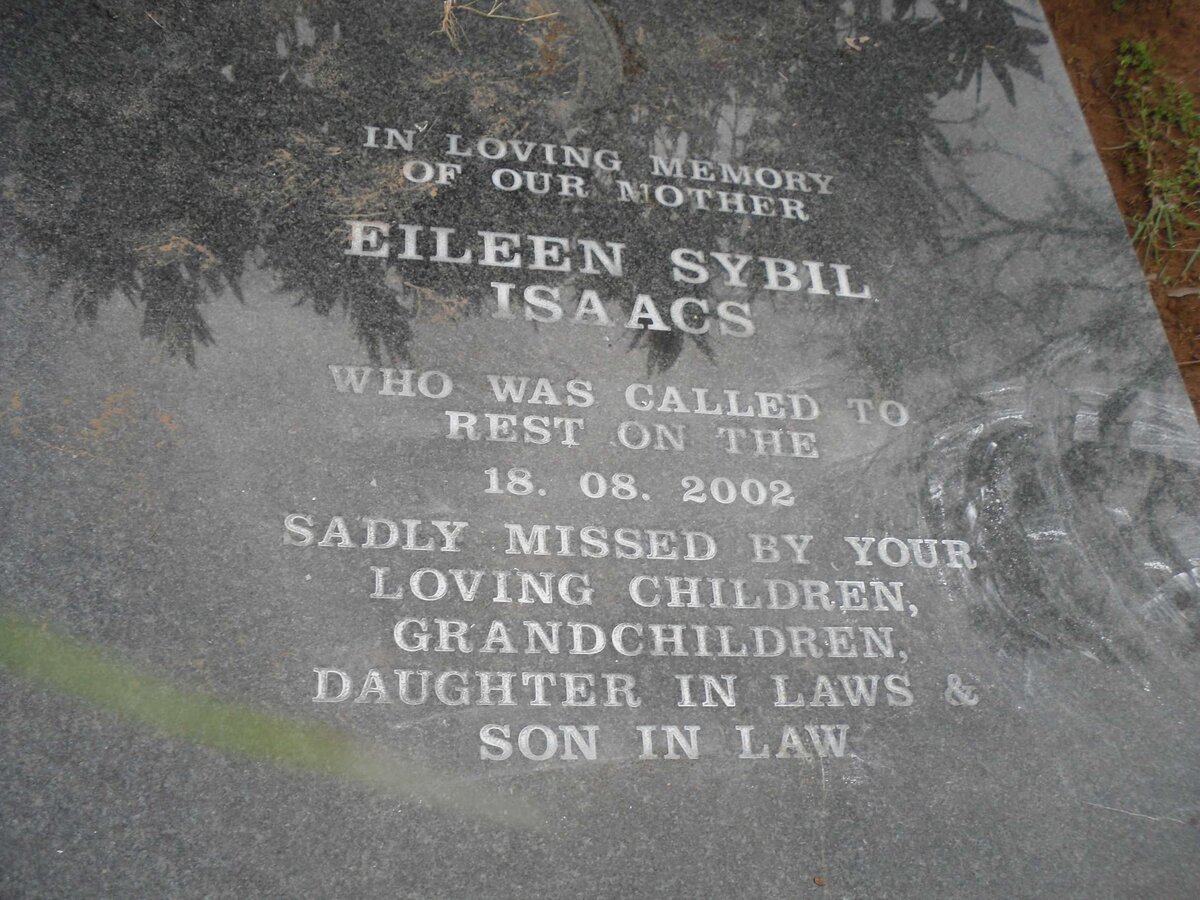 IN LOVING MEMORY
OF OUR MOTHER
EILEEN SYBIL
ISAACS
WHO WAS CALLED TO
REST ON THE
18. 08. 2002
SADLY MISSED BY YOUR
LOVING CHILDREN,
GRANDCHILDREN,
DAUGHTER IN LAWS &
SON IN LAW